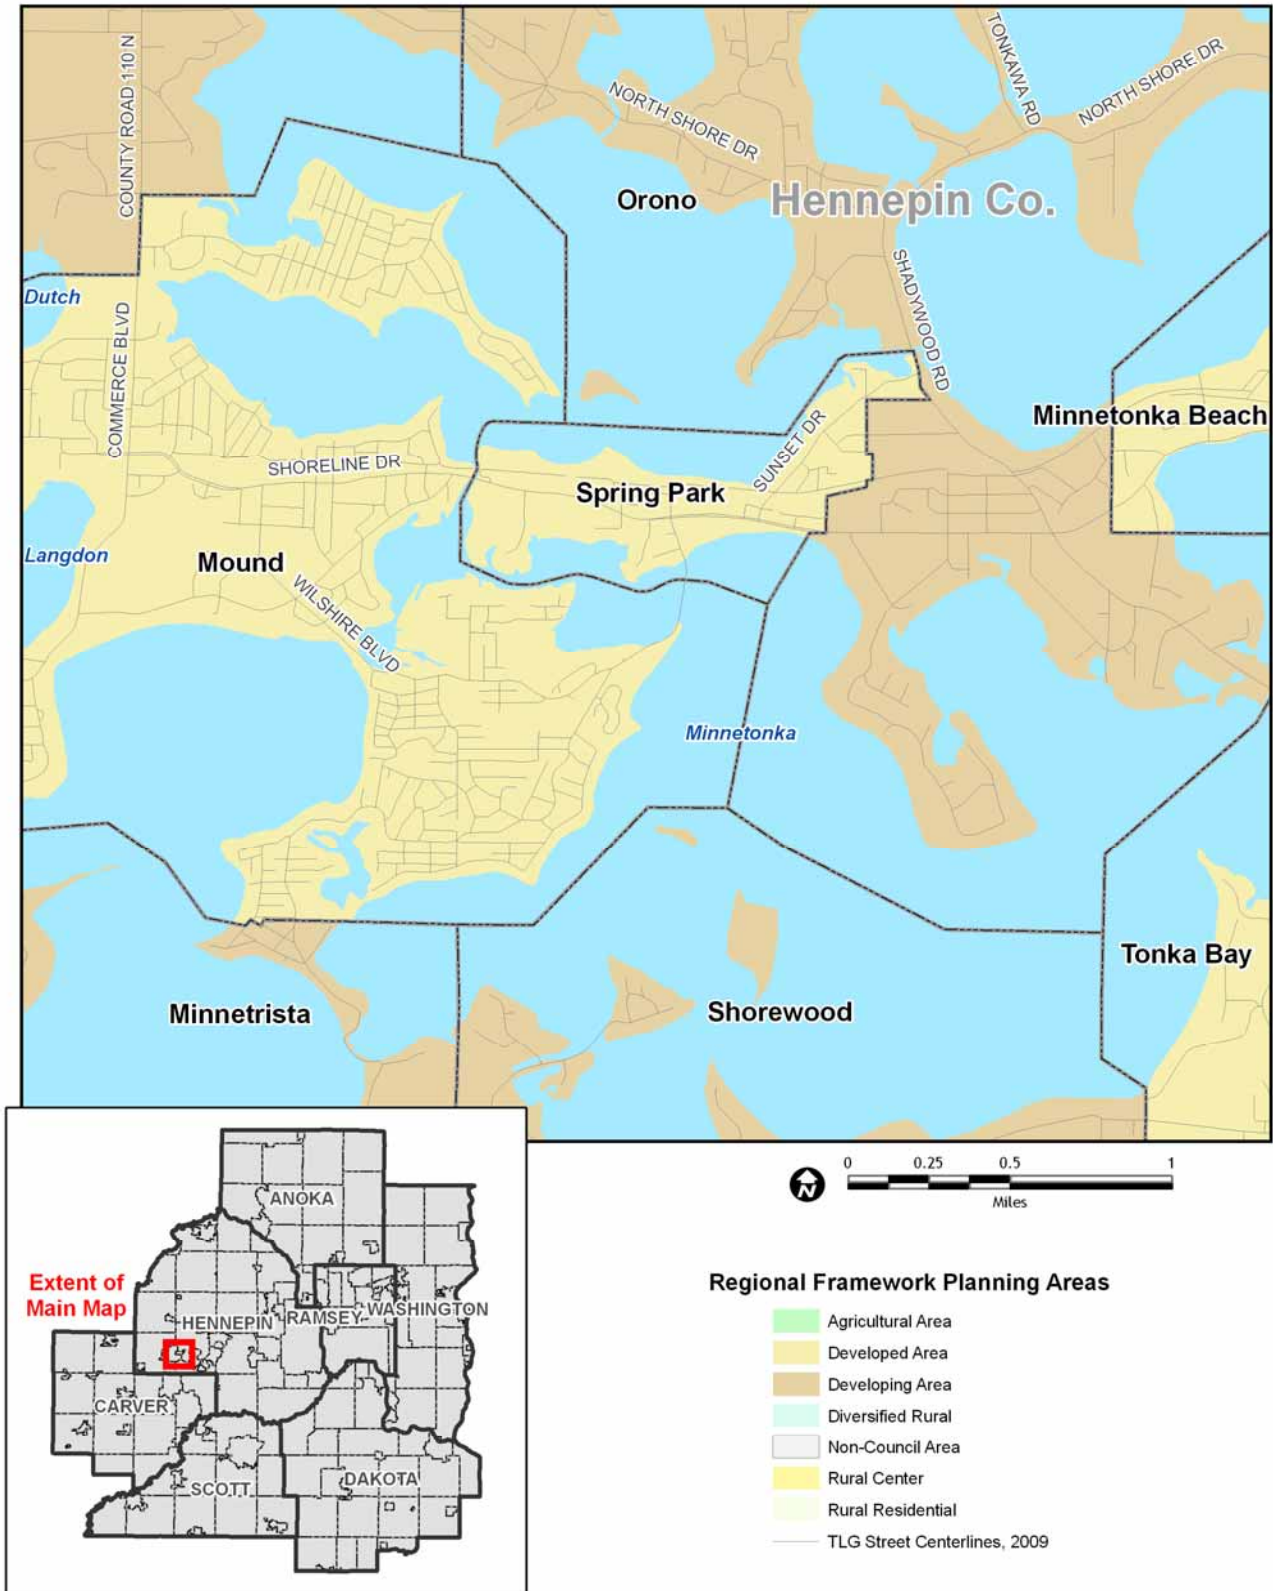 COUNTY ROAD 110 N
TONKAWA RD
NORTH SHORE DR
NORTH SHORE DR
Orono
Hennepin Co.
SHADYWOOD RD
Dutch
COMMERCE BLVD
Minnetonka Beach
SUNSET DR
SHORELINE DR
Spring Park
Langdon
Mound
WILSHIRE BLVD
Minnetonka
Tonka Bay
Minnetrista
Shorewood
ANOKA
Extent of
Main Map
HENNEPIN
RAMSEY
WASHINGTON
CARVER
SCOTT
DAKOTA
N
0 0.25 0.5 1
Miles
Regional Framework Planning Areas
Agricultural Area
Developed Area
Developing Area
Diversified Rural
Non-Council Area
Rural Center
Rural Residential
TLG Street Centerlines, 2009